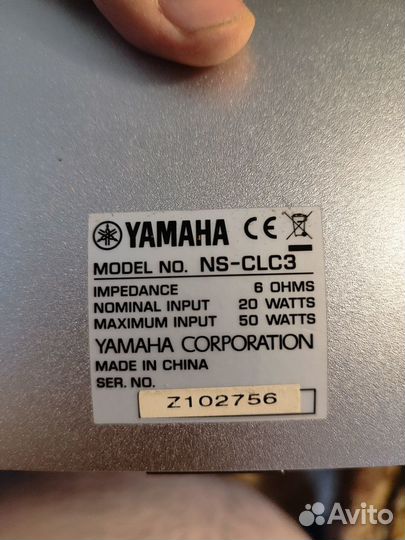 YAMAHA CE
MODEL NO. NS-CLC3
IMPEDANCE 6 OHMS
NOMINAL INPUT 20 WATTS
MAXIMUM INPUT 50 WATTS
YAMAHA CORPORATION
MADE IN CHINA
SER. NO.
Z102756
Avito